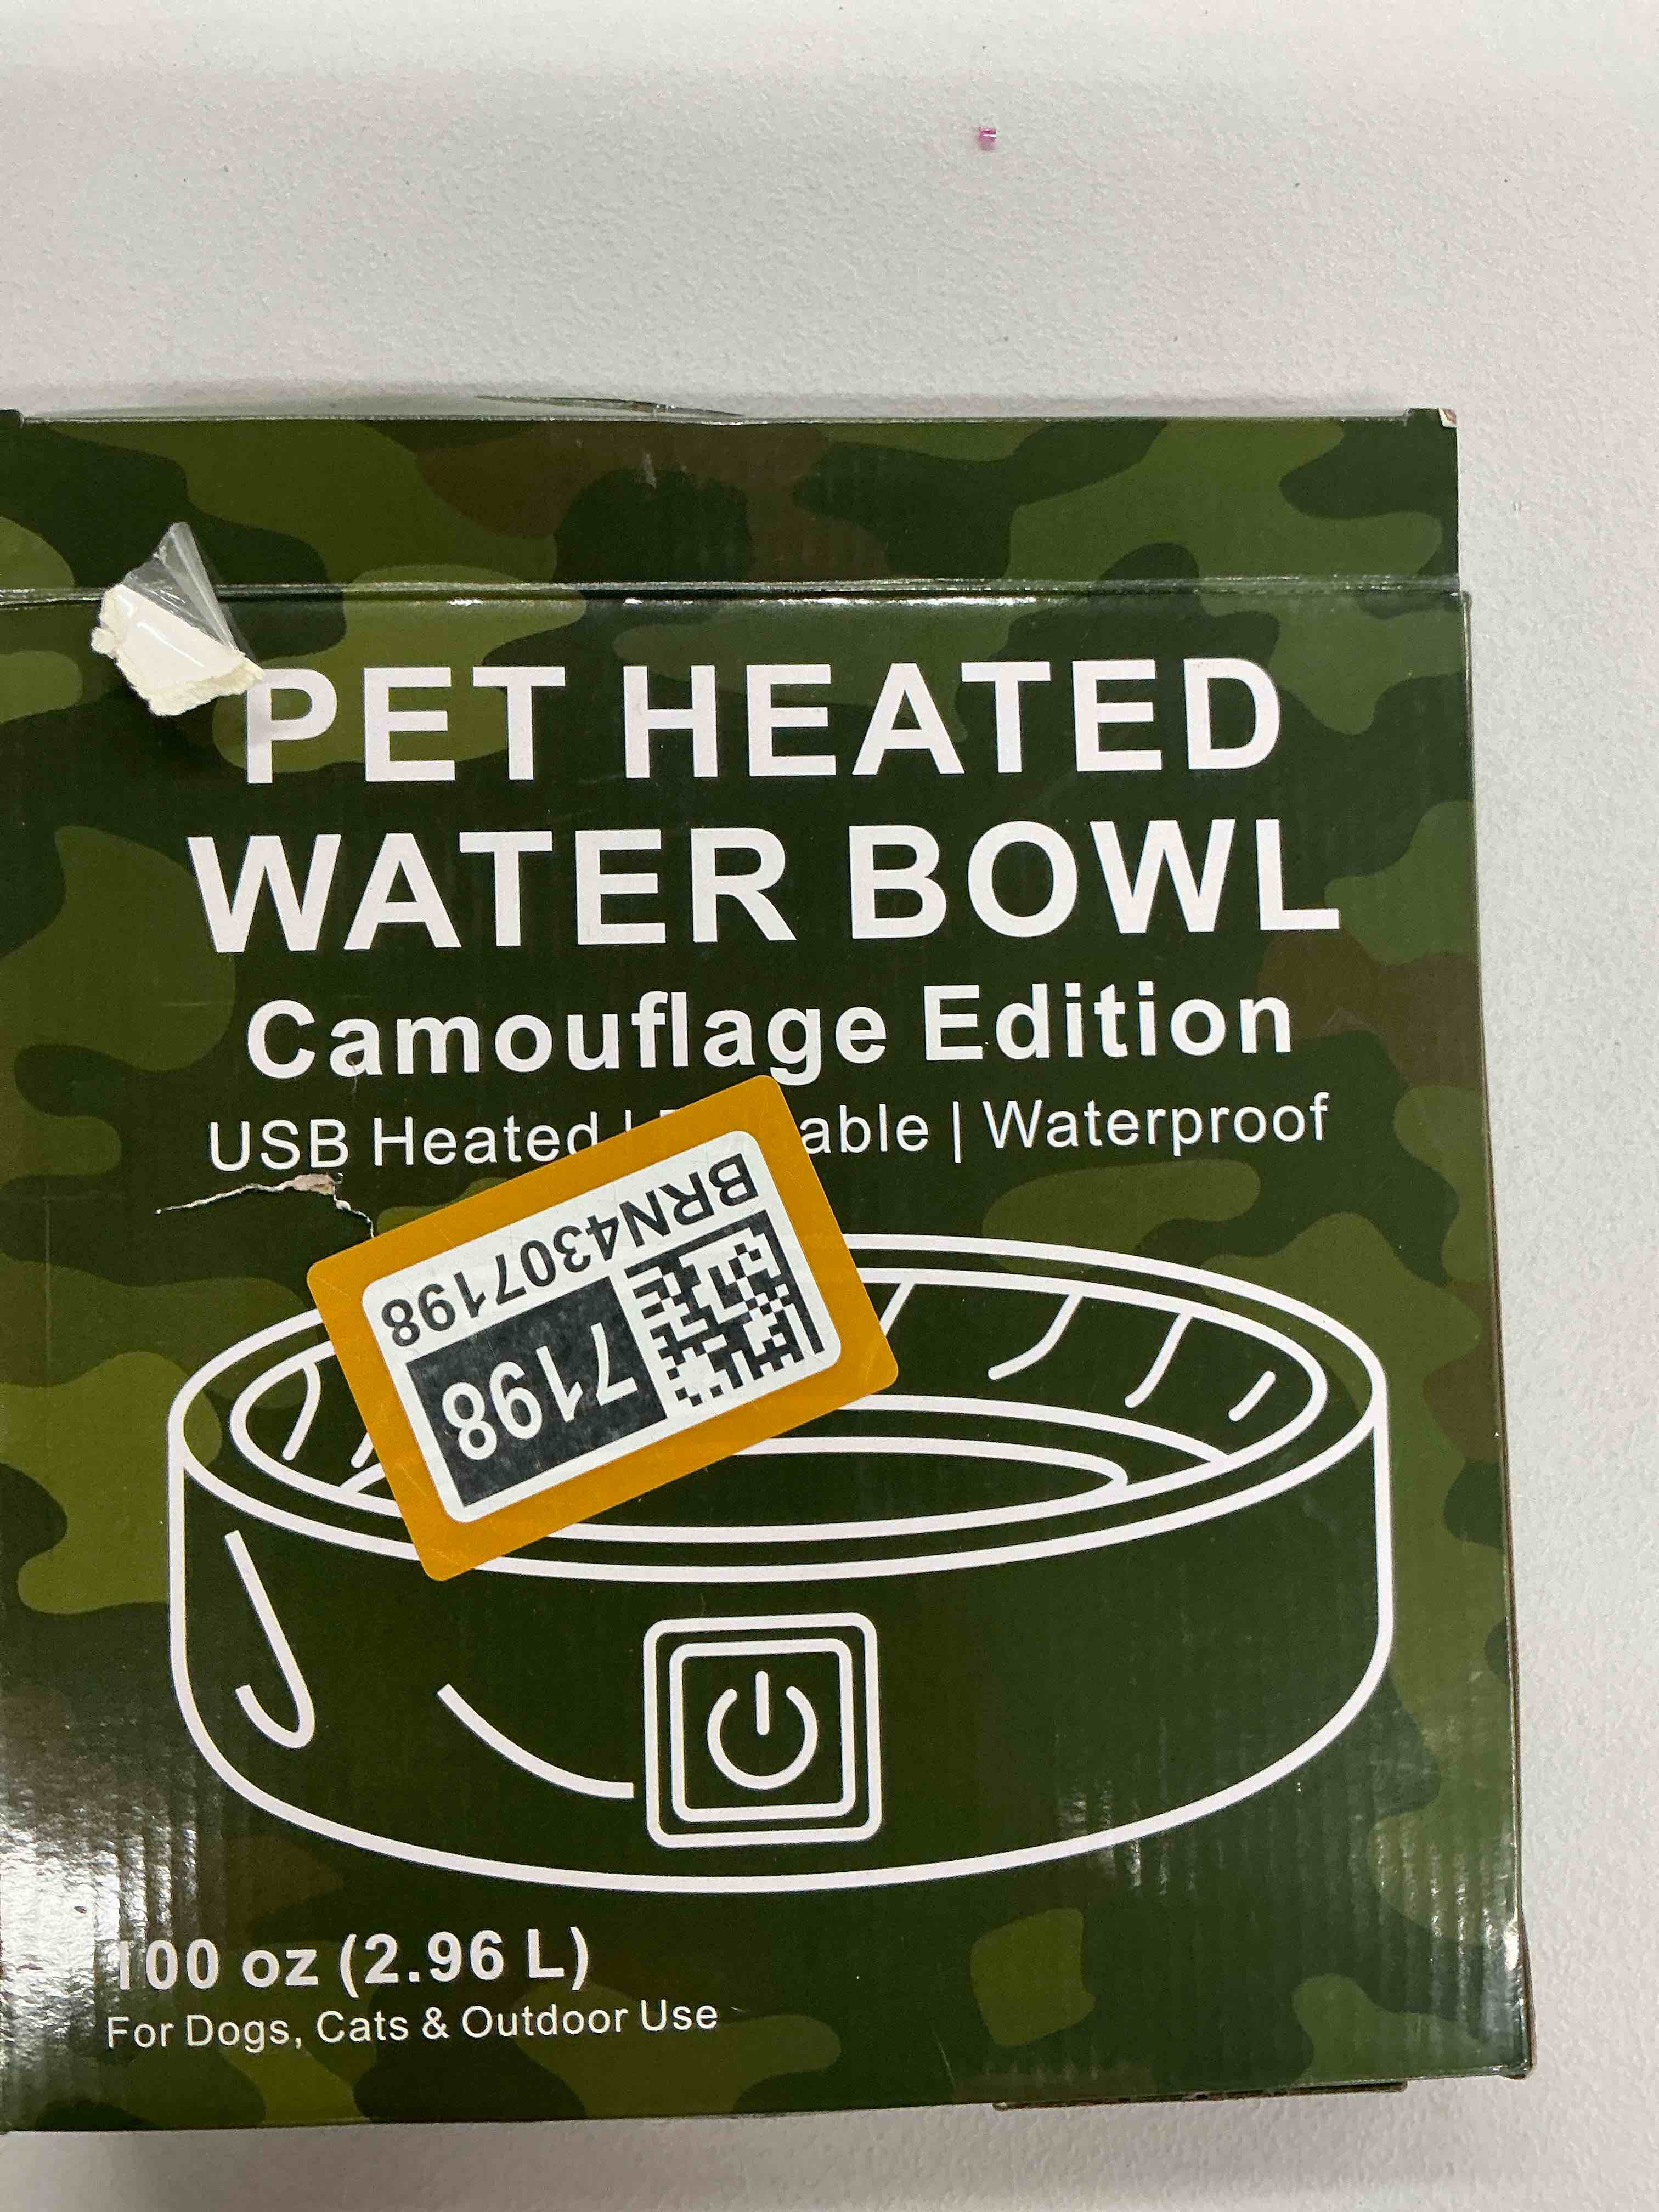 PET HEATED
WATER BOWL
Camouflage Edition
USB Heated | able | Waterproof
BRN4307198
7198
100 oz (2.96 L)
For Dogs, Cats & Outdoor Use